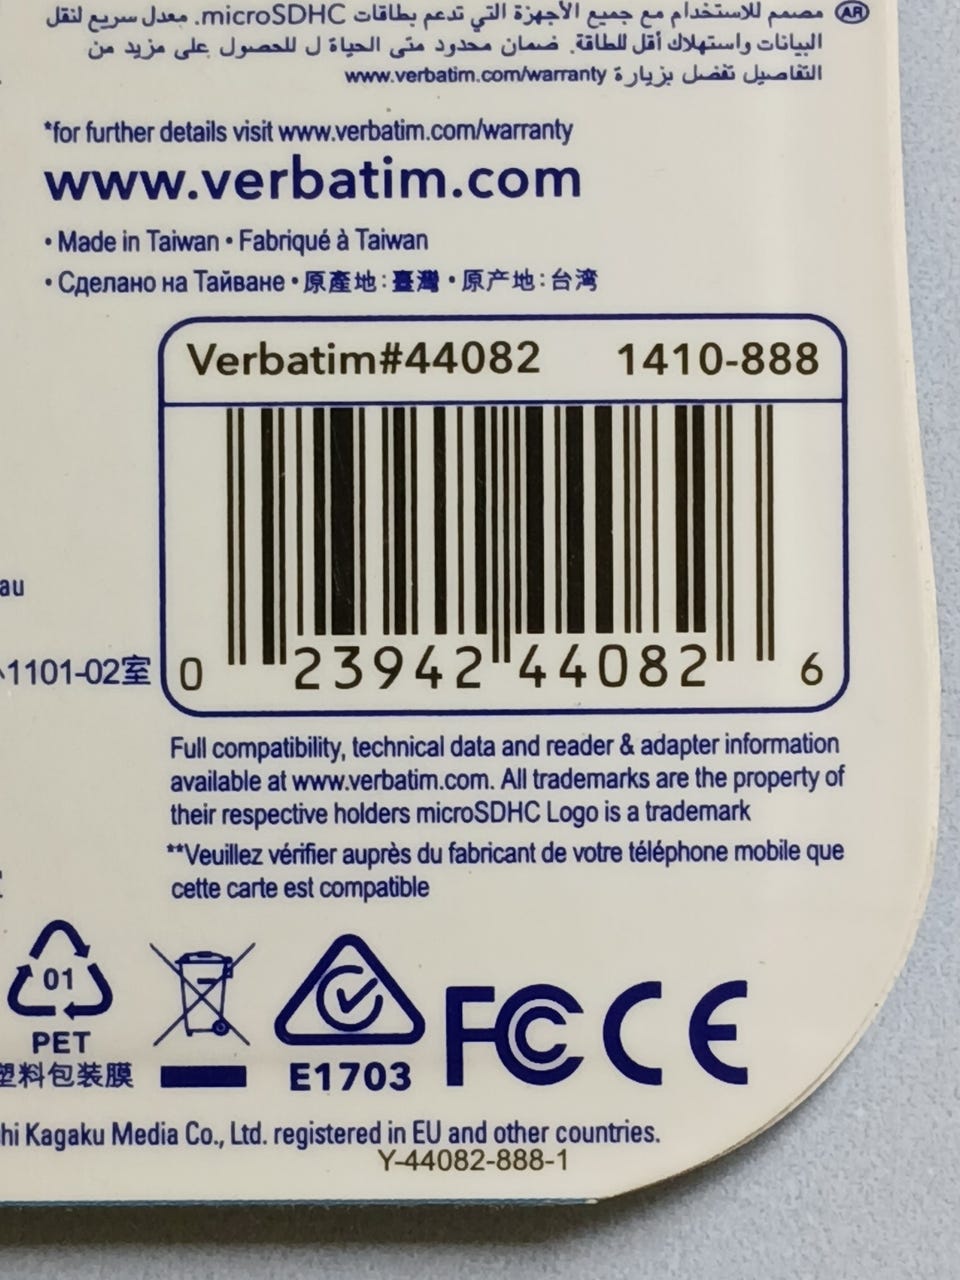 مصمم للاستخدام مع جميع الأجهزة التي تدعم بطاقات microSDHC. معدل سريع لنقل AR
البيانات واستهلاك أقل للطاقة. ضمان محدود متى الحياة ل للحصول على مزيد من
التفاصيل تفضل بزيارة www.verbatim.com/warranty
*for further details visit www.verbatim.com/warranty
www.verbatim.com
• Made in Taiwan • Fabriqué à Taiwan
• Сделано на Тайване • 原產地:臺灣 • 原产地:台湾
Verbatim#44082 1410-888
au
1101-02室
0 23942 44082 6
Full compatibility, technical data and reader & adapter information
available at www.verbatim.com. All trademarks are the property of
their respective holders microSDHC Logo is a trademark
**Veuillez vérifier auprès du fabricant de votre téléphone mobile que
cette carte est compatible
01
PET
塑料包装膜
E1703
FC CE
hi Kagaku Media Co., Ltd. registered in EU and other countries.
Y-44082-888-1